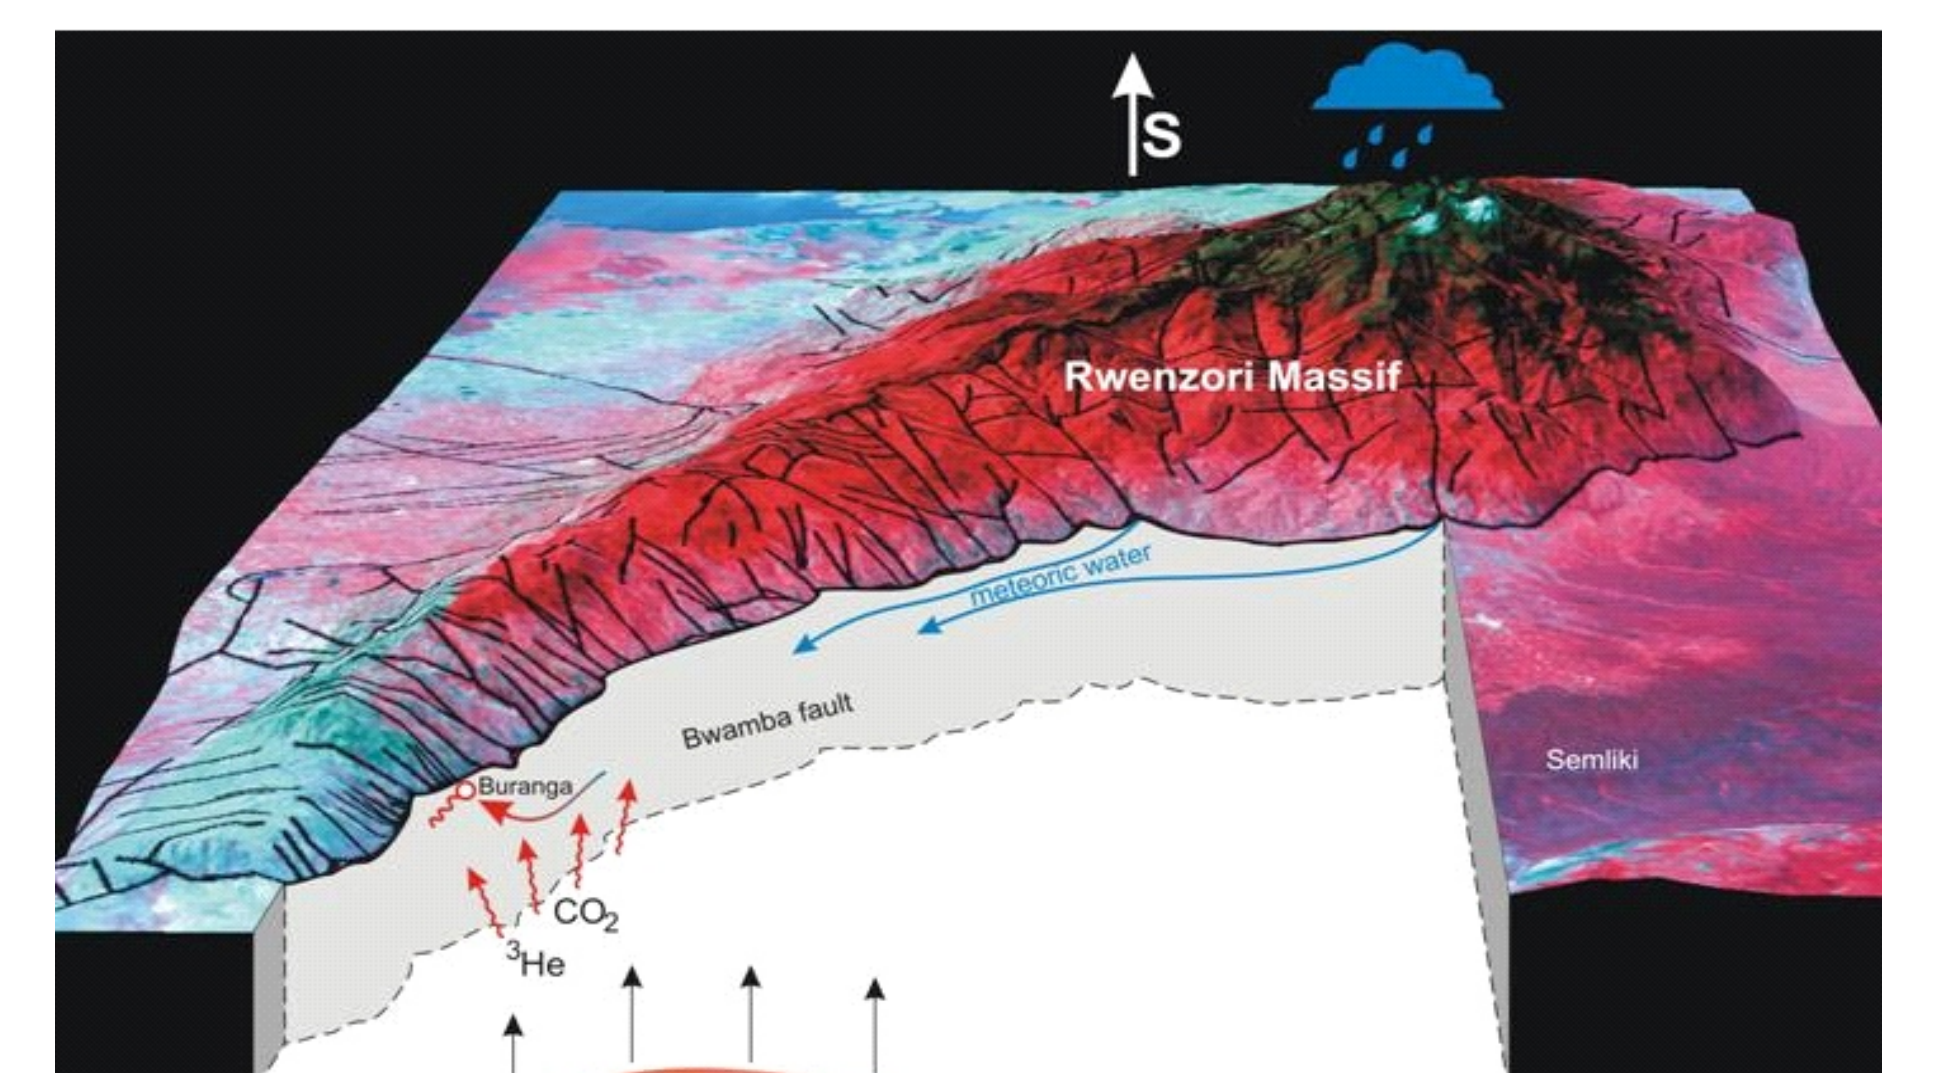 S
Rwenzori Massif
meteoric water
Bwamba fault
Semliki
Buranga
CO₂
³He